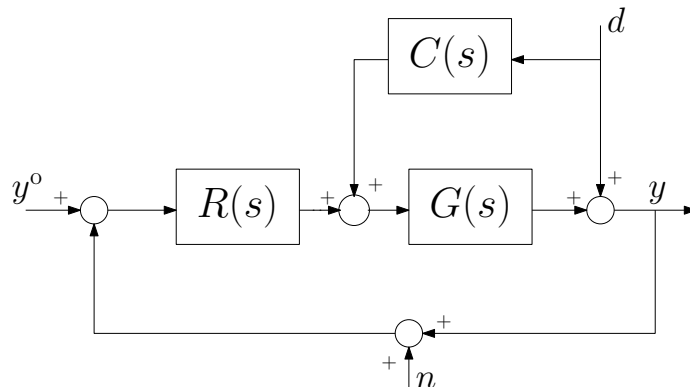 d
C(s)
y° + R(s) + + G(s) + + y
+
+ n